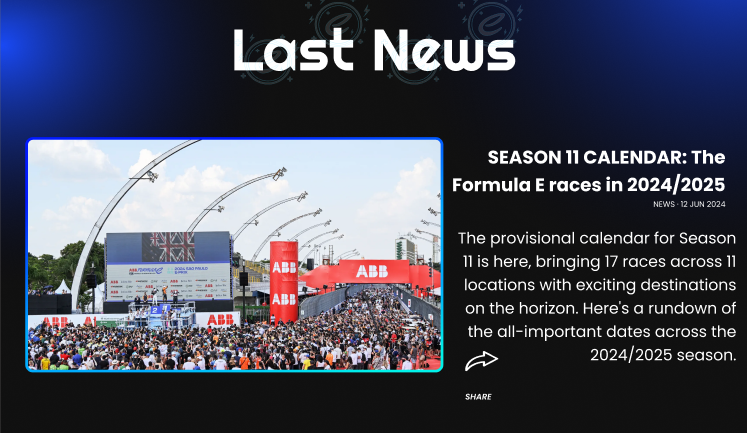 Last News
SEASON 11 CALENDAR: The
Formula E races in 2024/2025
NEWS · 12 JUN 2024
The provisional calendar for Season
11 is here, bringing 17 races across 11
locations with exciting destinations
on the horizon. Here's a rundown of
the all-important dates across the
2024/2025 season.
SHARE
ABB
ABB
ABB
ABB
ABB